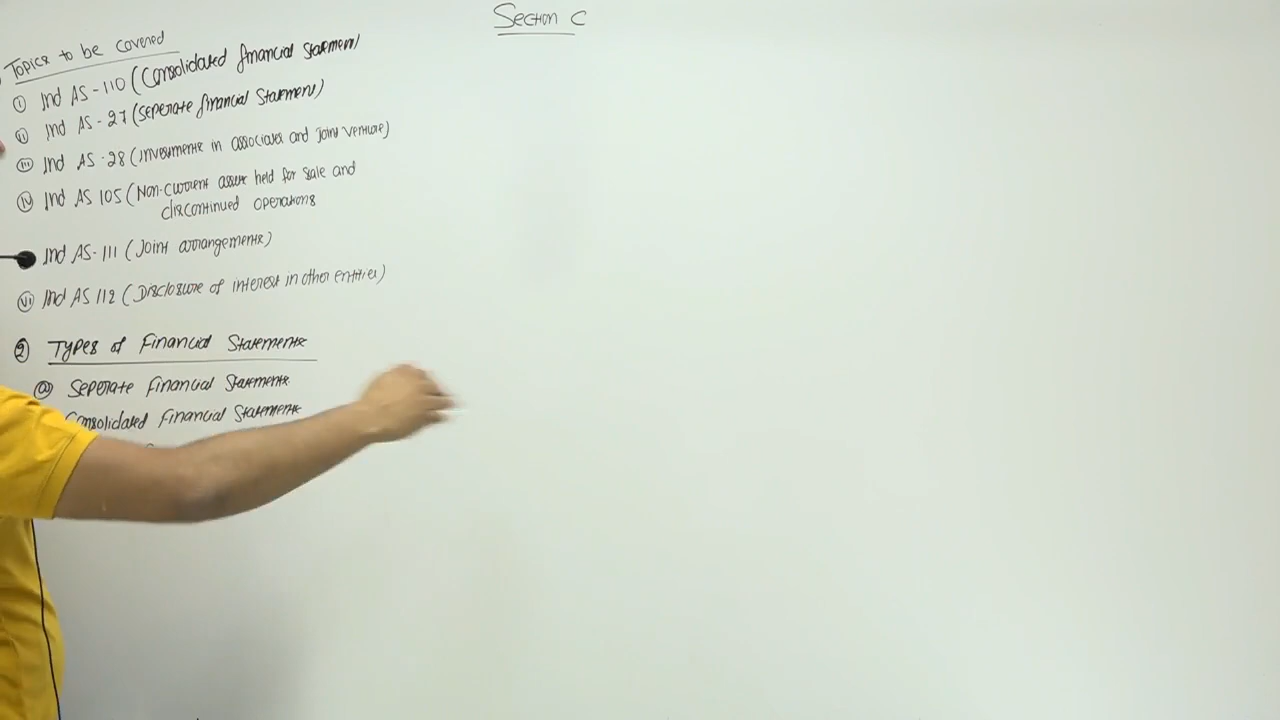 Section C
Topics to be covered
(i) Ind AS-110 (Consolidated financial Statement
(ii) Ind AS-27 (Seperate financial Statement)
(iii) Ind AS-28 (Investments in associates and Joint Venture)
(iv) Ind AS 105 (Non-Current assets held for sale and
discontinued operations
Ind AS-111 (Joint arrangements)
(vi) Ind AS 112 (Disclosure of interest in other entities)
(2) Types of Financial Statements
(a) Seperate Financial Statements
Consolidated Financial Statements